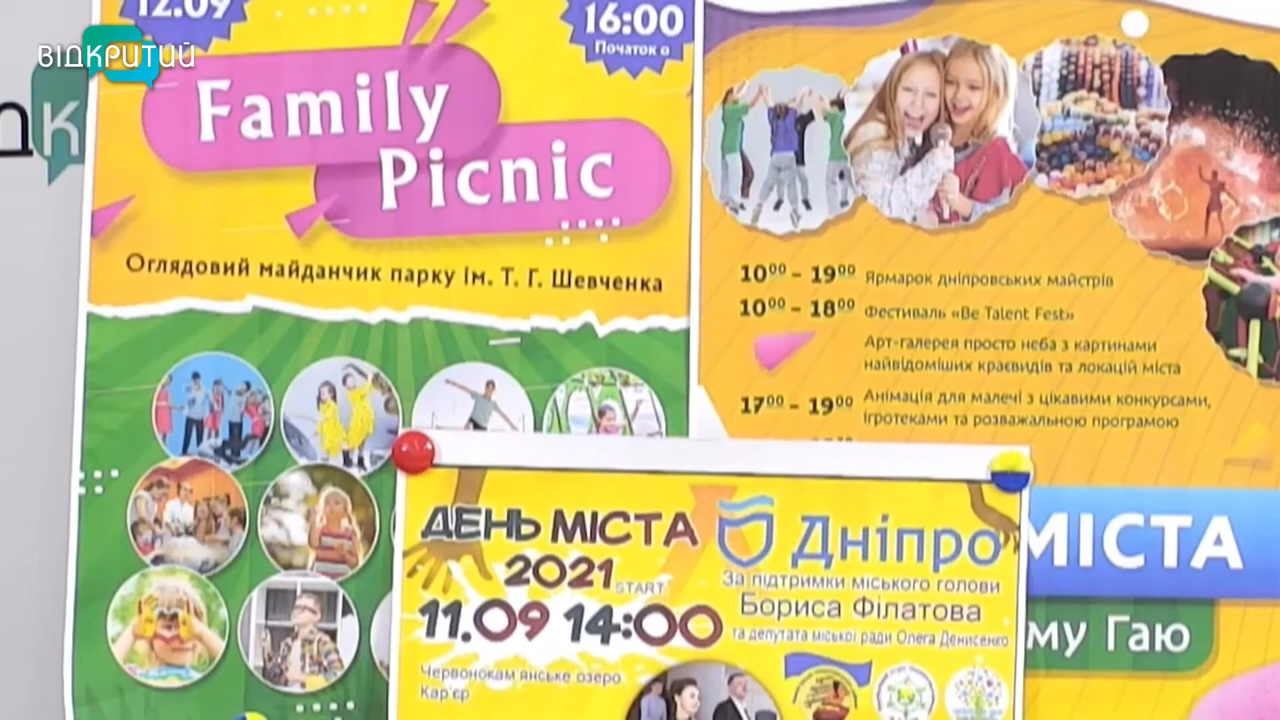 ВІДКРИТИЙ
12.09
16:00
Початок о
Family
Picnic
Оглядовий майданчик парку ім. Т. Г. Шевченка
10⁰⁰ – 19⁰⁰ Ярмарок дніпровських майстрів
10⁰⁰ – 18⁰⁰ Фестиваль «Be Talent Fest»
Арт-галерея просто неба з картинами
найвідоміших краєвидів та локацій міста
17⁰⁰ – 19⁰⁰ Анімація для малечі з цікавими конкурсами,
ігротеками та розважальною програмою
ДЕНЬ МІСТА
2021
START
11.09 14:00
Червонокам янське озеро
Кар'єр
Дніпро
За підтримки міського голови
Бориса Філатова
та депутата міської ради Олега Денисенко
МІСТА
му Гаю